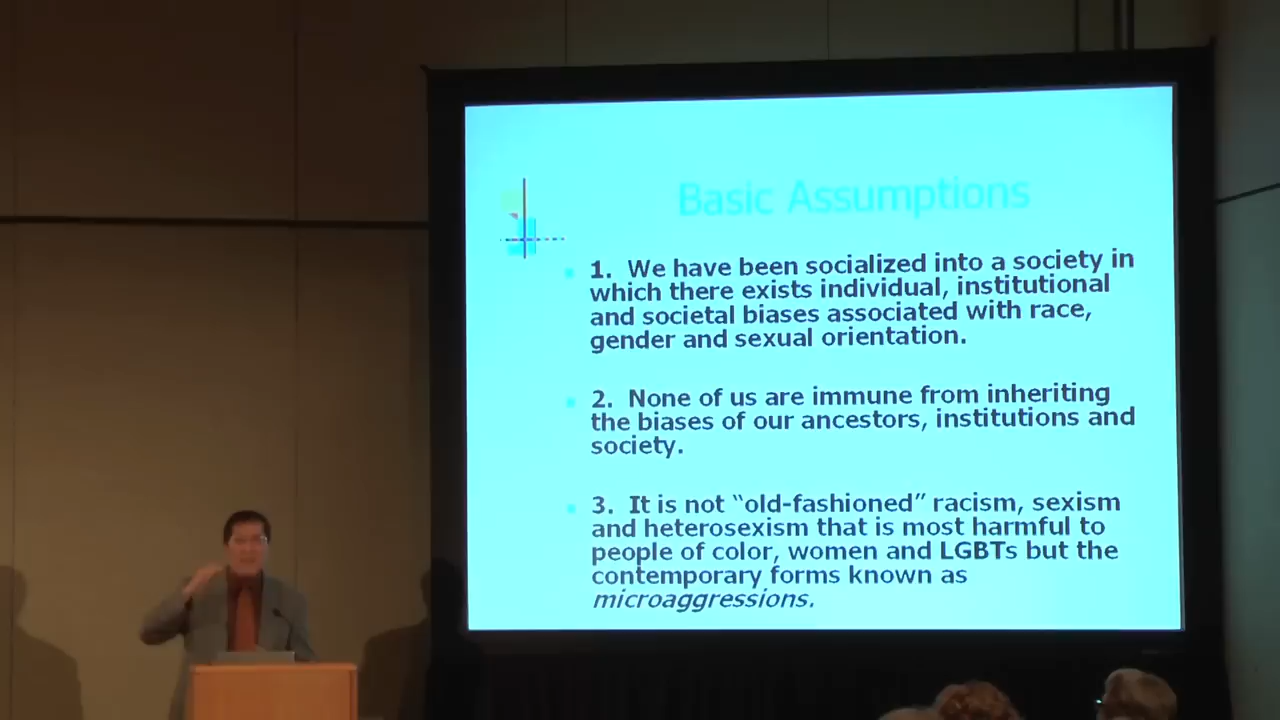 Basic Assumptions
1. We have been socialized into a society in
which there exists individual, institutional
and societal biases associated with race,
gender and sexual orientation.
2. None of us are immune from inheriting
the biases of our ancestors, institutions and
society.
3. It is not “old-fashioned” racism, sexism
and heterosexism that is most harmful to
people of color, women and LGBTs but the
contemporary forms known as
microaggressions.